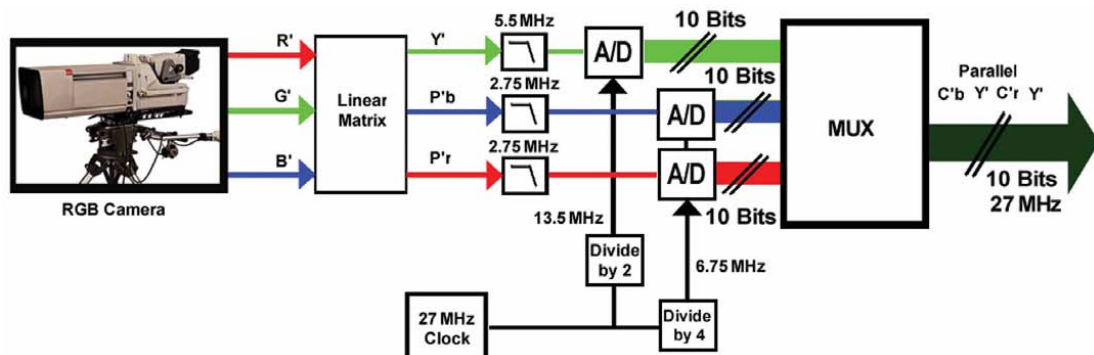 5.5 MHz
10 Bits
R'
Y'
A/D
2.75 MHz
10 Bits
G'
Linear
Matrix
P'b
A/D
MUX
Parallel
C'b Y' C'r Y'
2.75 MHz
B'
P'r
A/D
10 Bits
27 MHz
RGB Camera
10 Bits
13.5 MHz
Divide
by 2
6.75 MHz
27 MHz
Clock
Divide
by 4